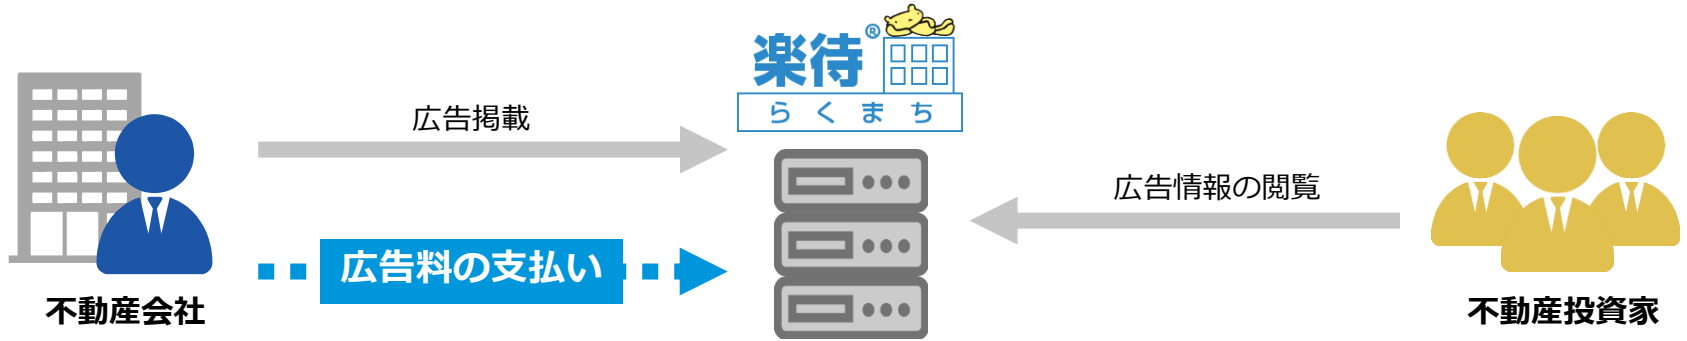 楽待®
らくまち
広告掲載
広告情報の閲覧
広告料の支払い
不動産会社
不動産投資家